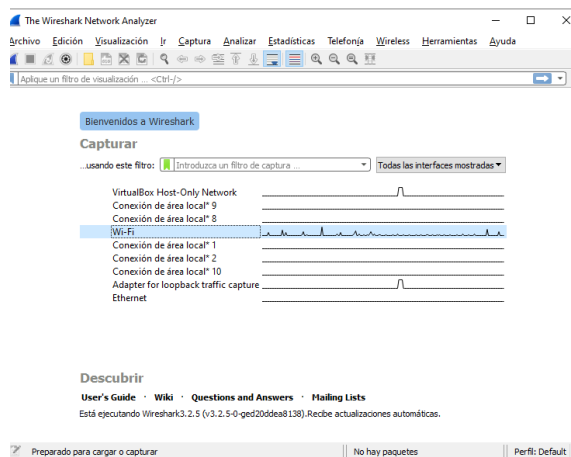 The Wireshark Network Analyzer
Archivo Edición Visualización Ir Captura Analizar Estadísticas Telefonía Wireless Herramientas Ayuda
Aplique un filtro de visualización ... <Ctrl-/>
Bienvenidos a Wireshark
Capturar
...usando este filtro: Introduzca un filtro de captura ... Todas las interfaces mostradas
VirtualBox Host-Only Network
Conexión de área local* 9
Conexión de área local* 8
Wi-Fi
Conexión de área local* 1
Conexión de área local* 2
Conexión de área local* 10
Adapter for loopback traffic capture
Ethernet
Descubrir
User's Guide · Wiki · Questions and Answers · Mailing Lists
Está ejecutando Wireshark3.2.5 (v3.2.5-0-ged20ddea8138).Recibe actualizaciones automáticas.
Preparado para cargar o capturar No hay paquetes Perfil: Default